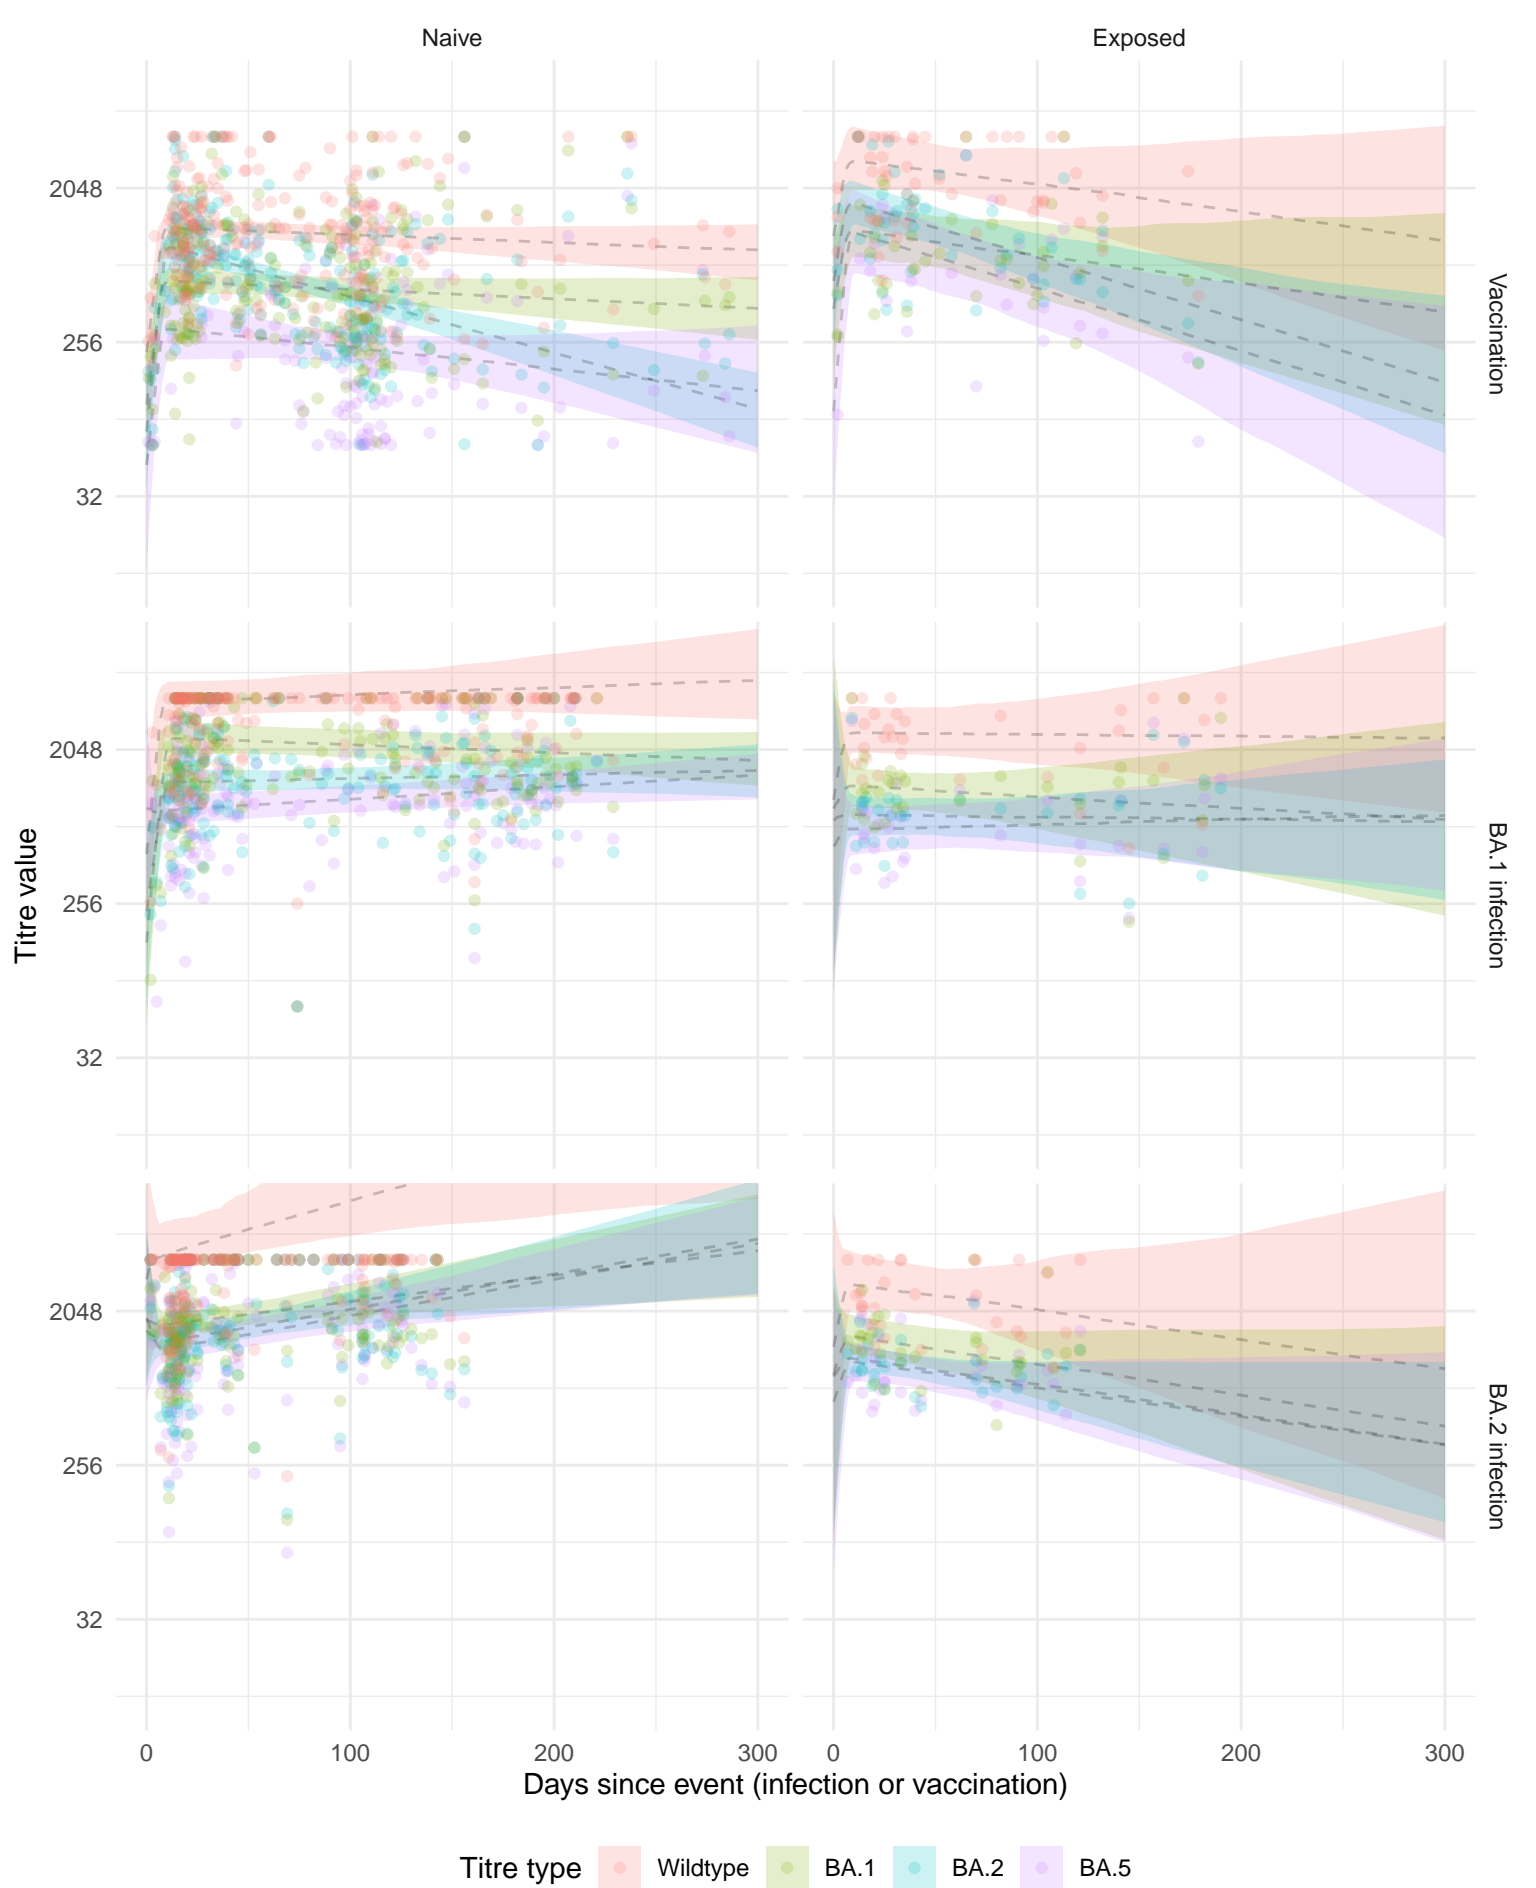 Naive
Exposed
2048
256
32
Vaccination
2048
256
32
BA.1 infection
2048
256
32
BA.2 infection
Titre value
0 100 200 300 0 100 200 300
Days since event (infection or vaccination)
Titre type Wildtype BA.1 BA.2 BA.5